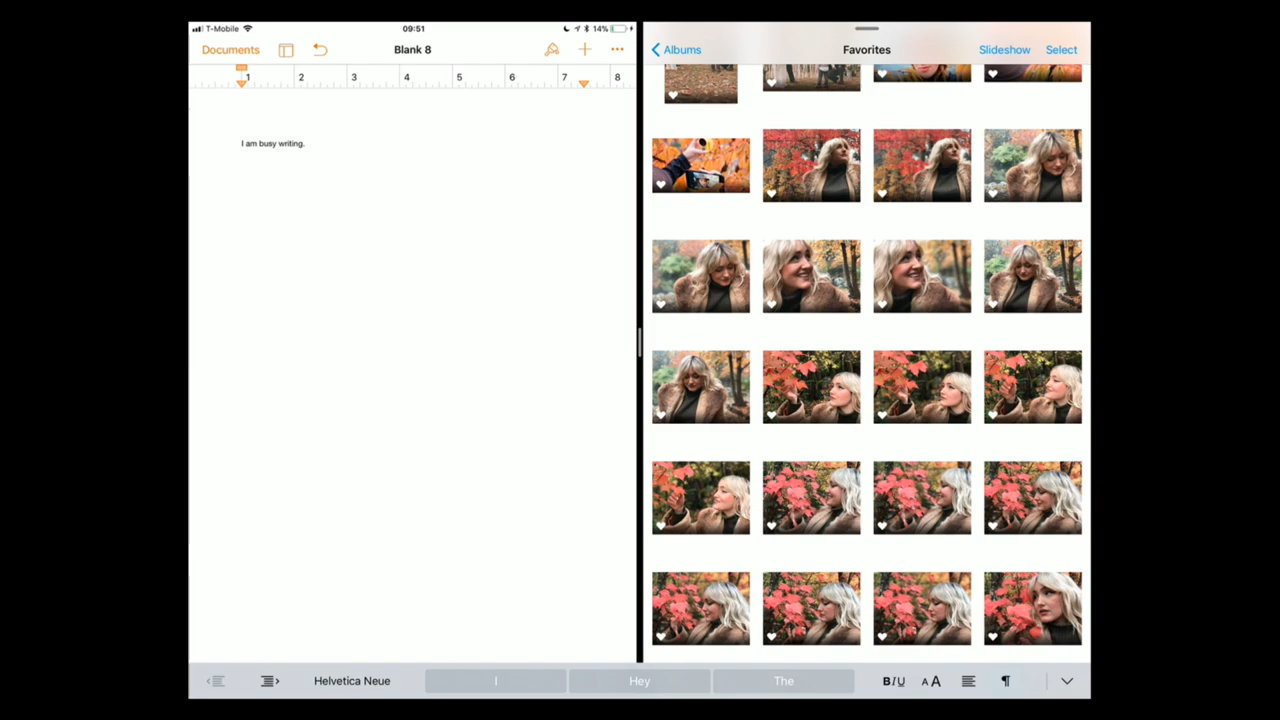 T-Mobile 09:51 14%
Documents Blank 8
1 2 3 4 5 6 7 8
I am busy writing.
Albums Favorites Slideshow Select
Helvetica Neue I Hey The B/U AA ¶